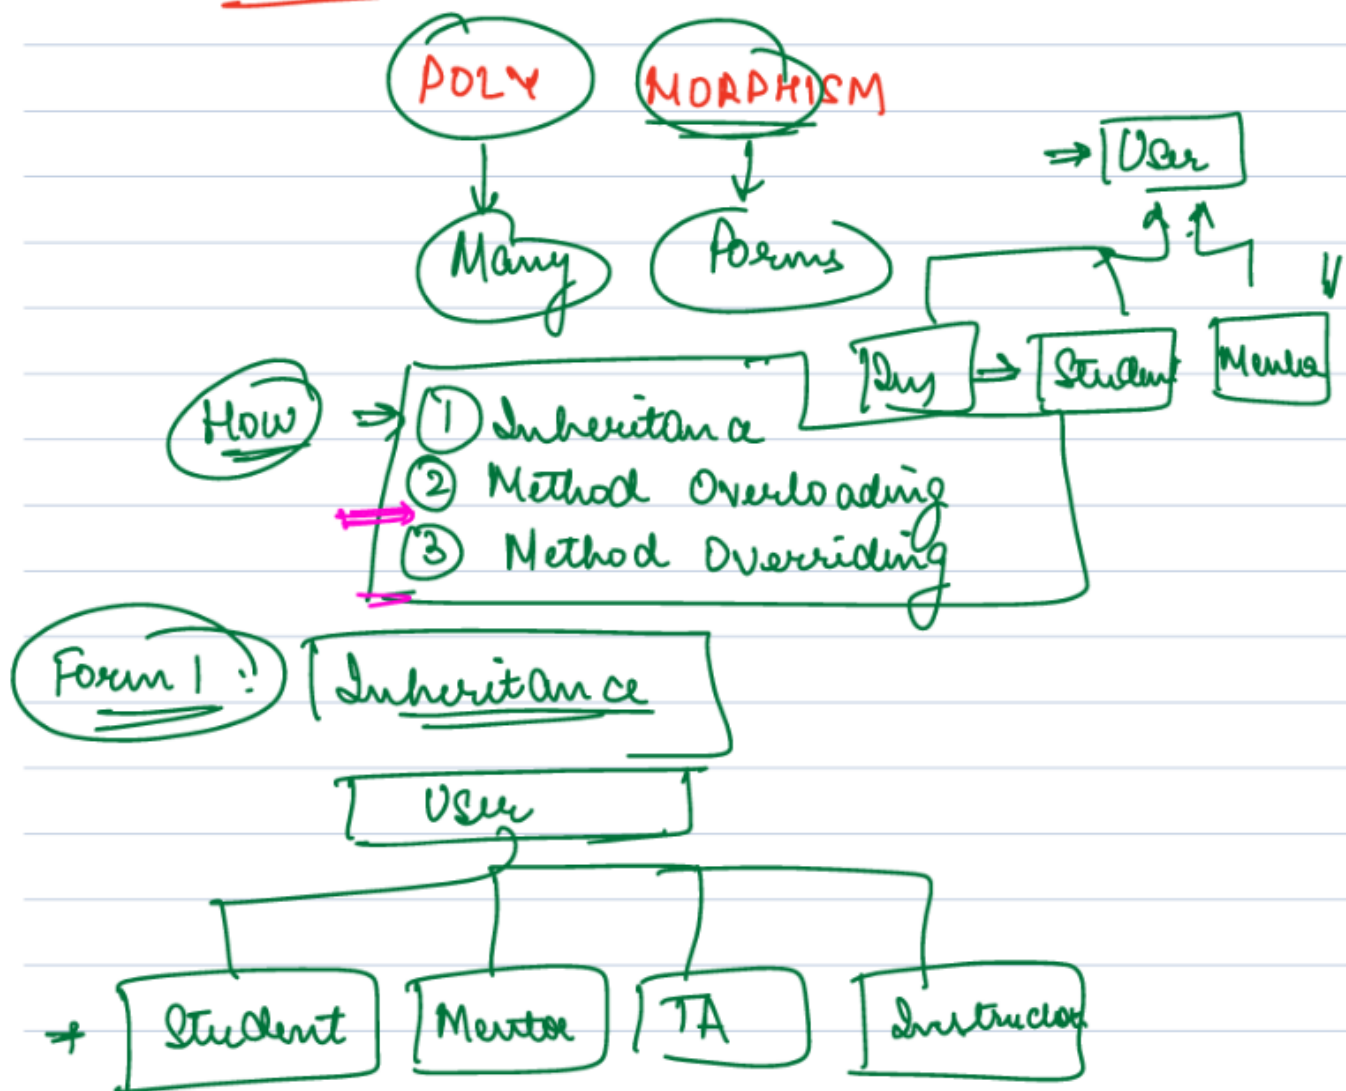 POLY MORPHISM
User
Many Forms
Ins Student Mentor
How
1 Inheritance
2 Method Overloading
3 Method Overriding
Form 1: Inheritance
User
Student Mentor TA Instructor